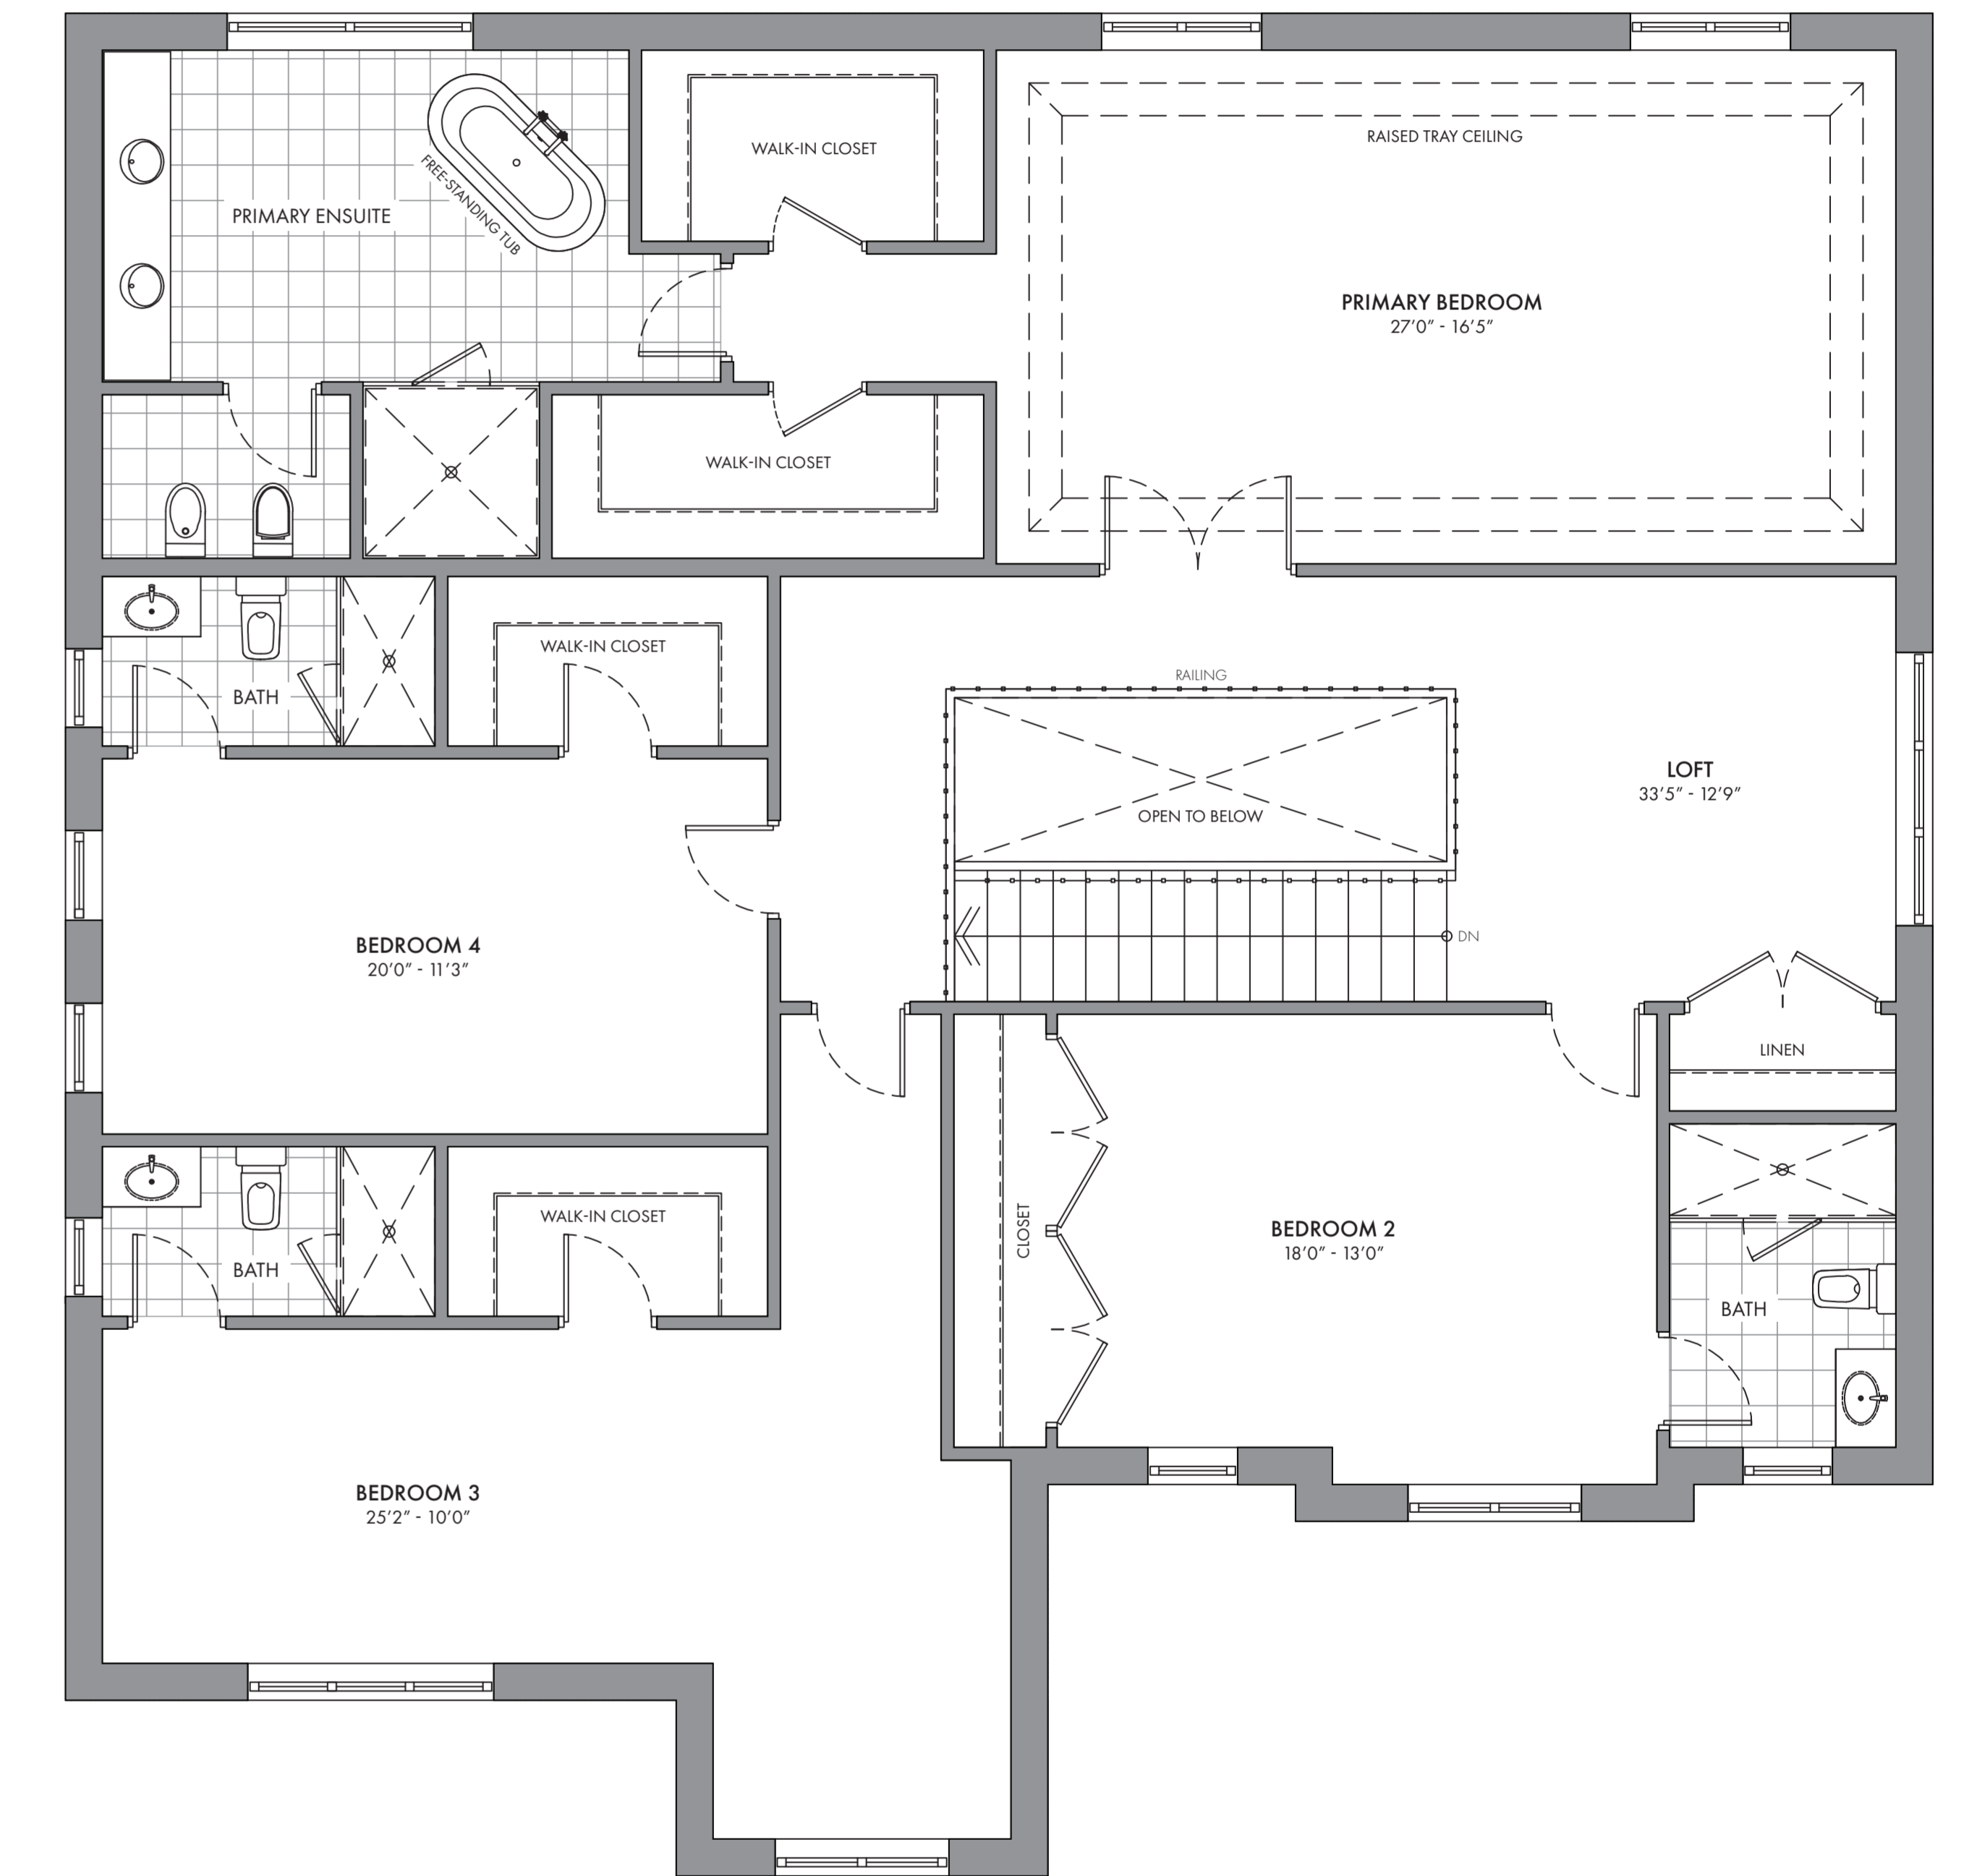 WALK-IN CLOSET
RAISED TRAY CEILING
PRIMARY ENSUITE
FREE-STANDING TUB
PRIMARY BEDROOM
27'0" - 16'5"
WALK-IN CLOSET
WALK-IN CLOSET
BATH
RAILING
OPEN TO BELOW
LOFT
33'5" - 12'9"
DN
BEDROOM 4
20'0" - 11'3"
LINEN
WALK-IN CLOSET
BATH
CLOSET
BEDROOM 2
18'0" - 13'0"
BATH
BEDROOM 3
25'2" - 10'0"